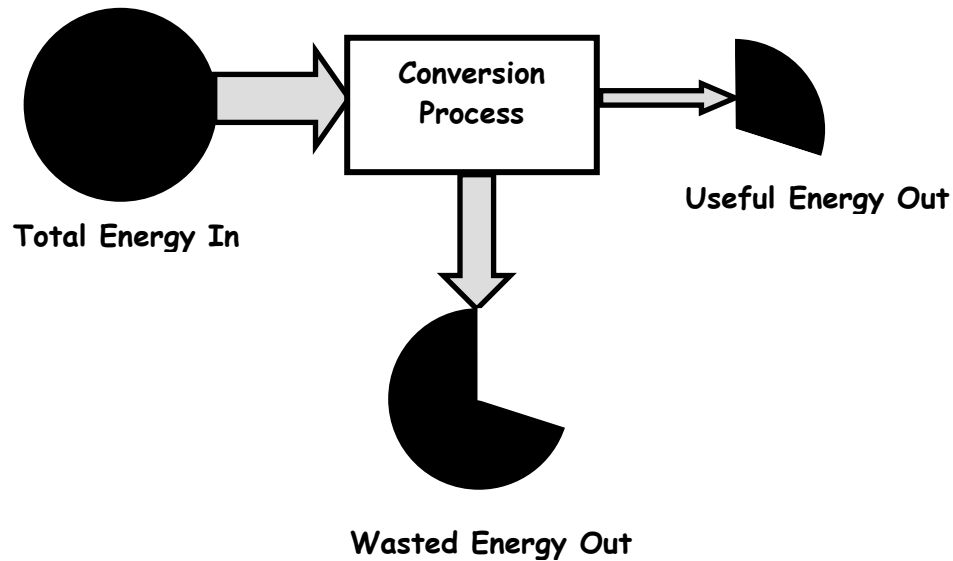 Conversion
Process
Useful Energy Out
Total Energy In
Wasted Energy Out